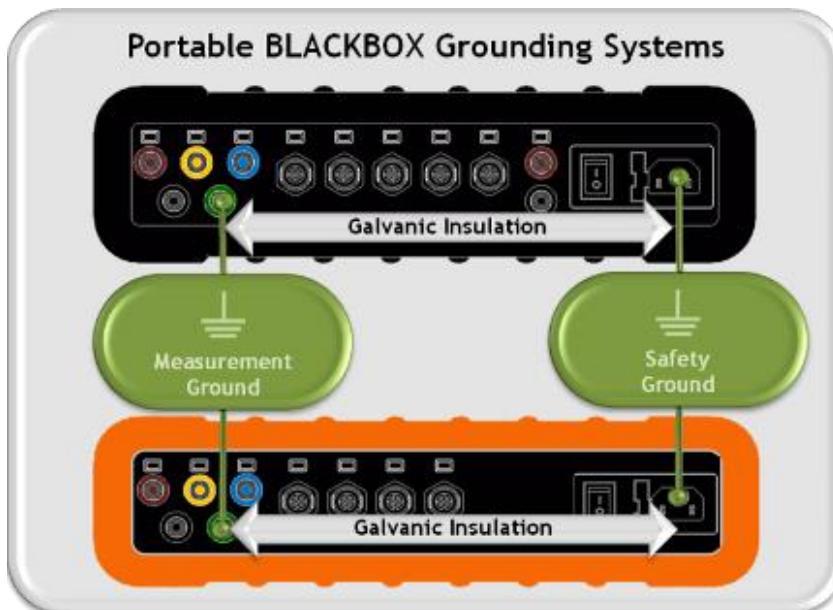 Portable BLACKBOX Grounding Systems
Galvanic Insulation
Measurement
Ground
Safety
Ground
Galvanic Insulation